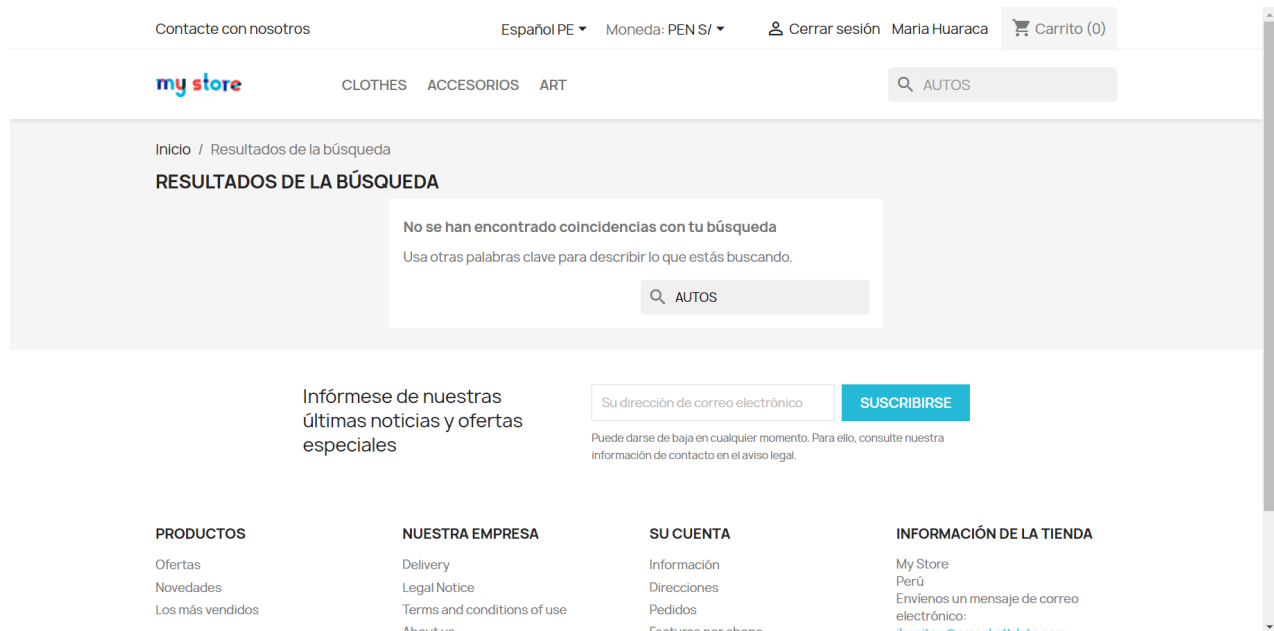 Contacte con nosotros
Español PE
Moneda: PEN S/
Cerrar sesión
Maria Huaraca
Carrito (0)
my store
CLOTHES ACCESORIOS ART
AUTOS
Inicio / Resultados de la búsqueda
RESULTADOS DE LA BÚSQUEDA
No se han encontrado coincidencias con tu búsqueda
Usa otras palabras clave para describir lo que estás buscando.
AUTOS
Infórmese de nuestras
últimas noticias y ofertas
especiales
Su dirección de correo electrónico
SUSCRIBIRSE
Puede darse de baja en cualquier momento. Para ello, consulte nuestra
información de contacto en el aviso legal.
PRODUCTOS
Ofertas
Novedades
Los más vendidos
NUESTRA EMPRESA
Delivery
Legal Notice
Terms and conditions of use
About us
SU CUENTA
Información
Direcciones
Pedidos
Facturas por abono
INFORMACIÓN DE LA TIENDA
My Store
Perú
Envíenos un mensaje de correo
electrónico: